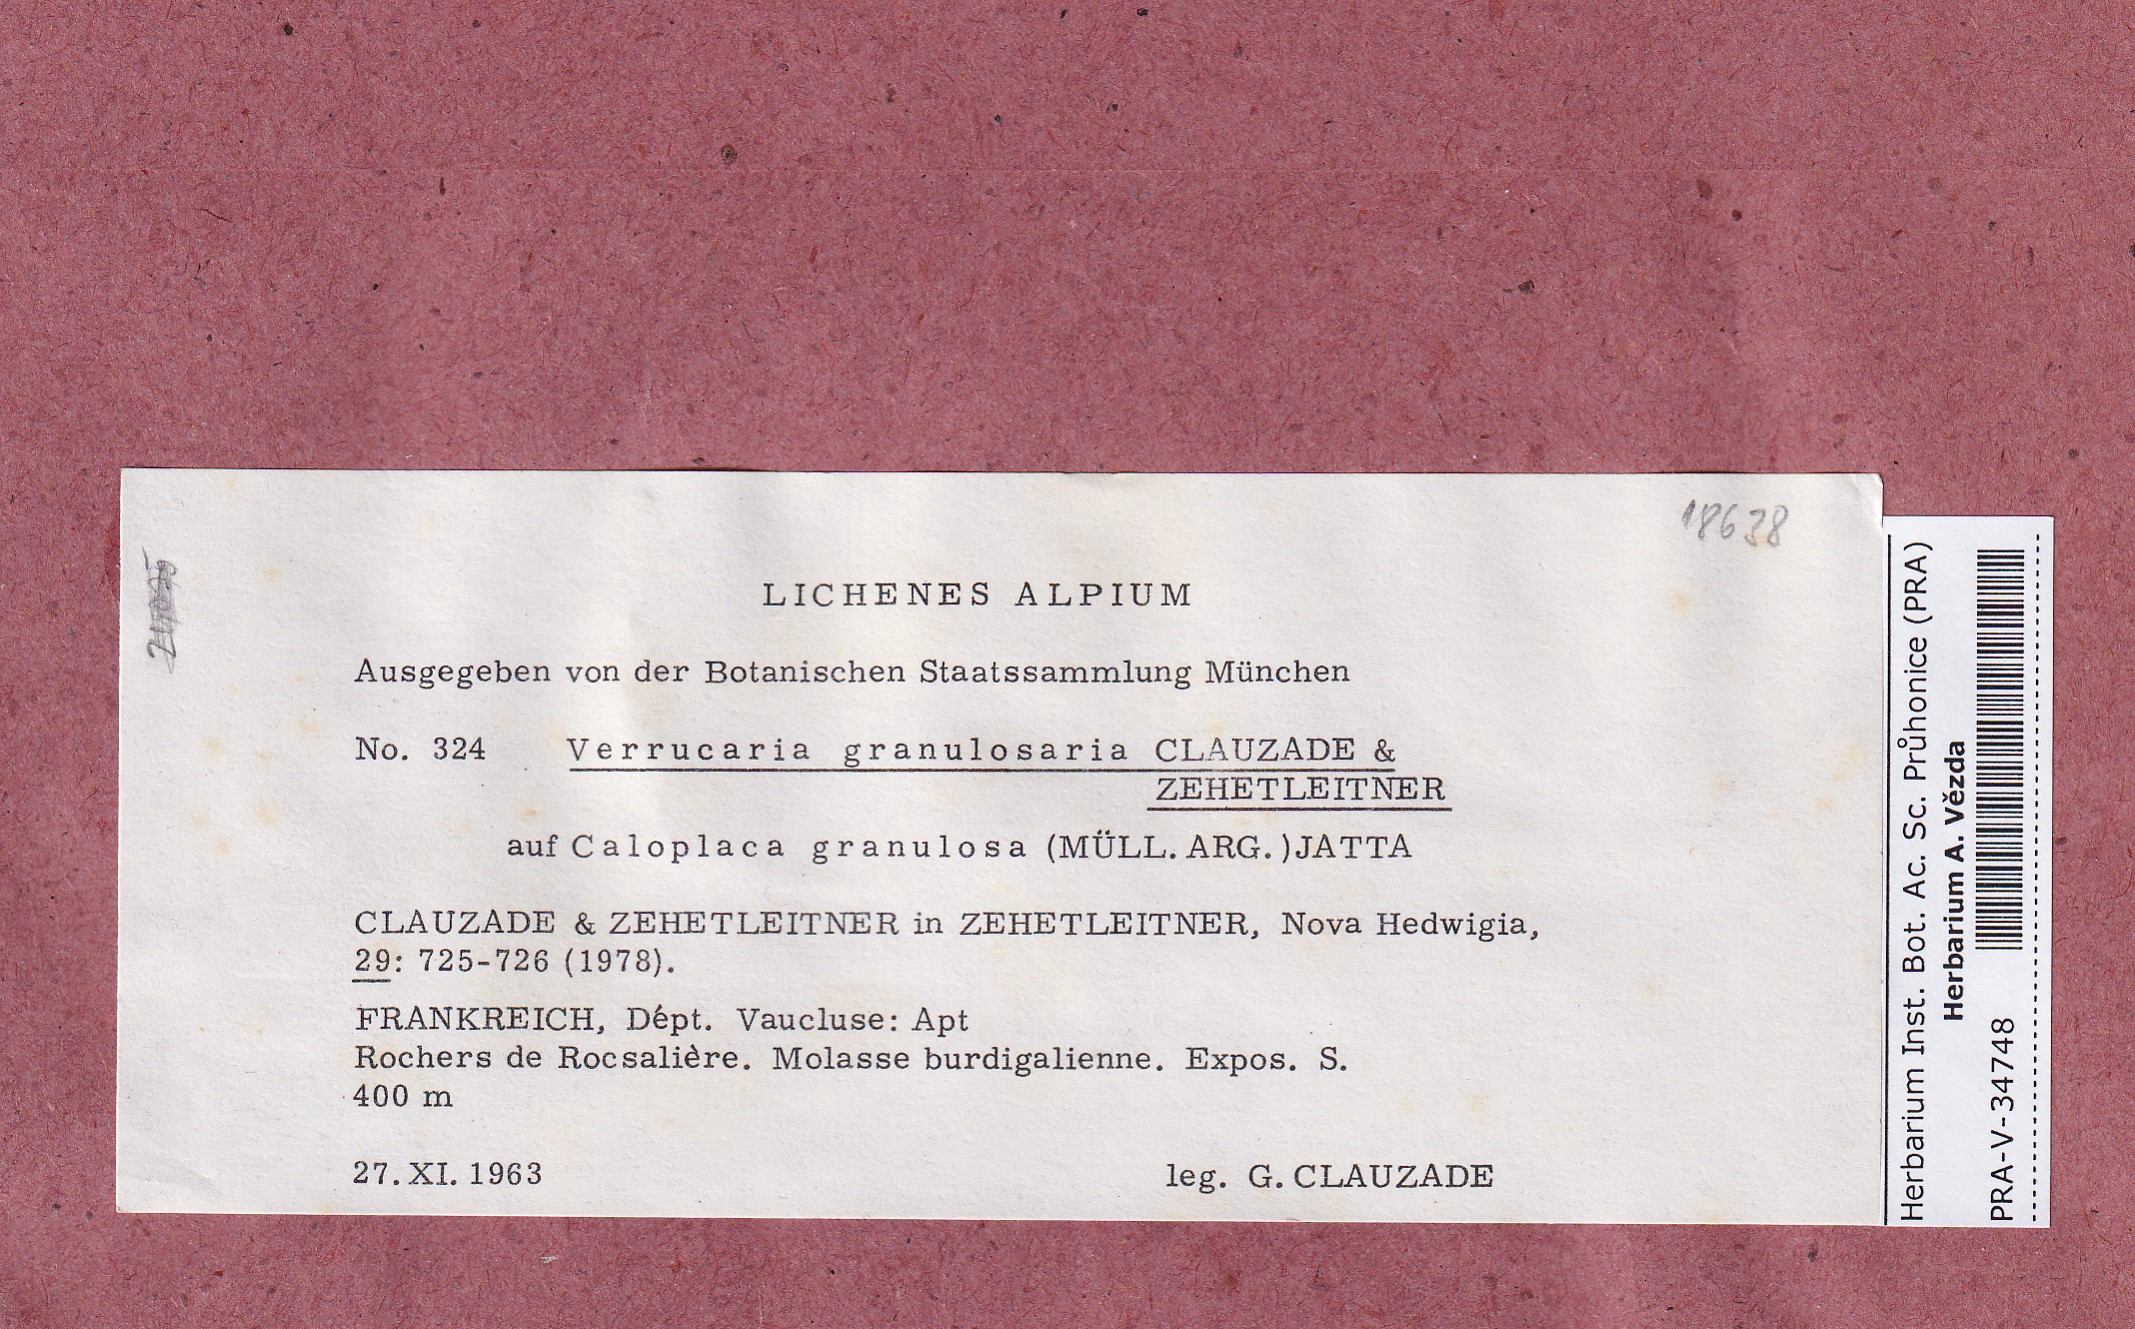 18638
LICHENES ALPIUM
Ausgegeben von der Botanischen Staatssammlung München
No. 324 Verrucaria granulosaria CLAUZADE &
ZEHETLEITNER
auf Caloplaca granulosa (MÜLL. ARG.) JATTA
CLAUZADE & ZEHETLEITNER in ZEHETLEITNER, Nova Hedwigia,
29: 725-726 (1978).
FRANKREICH, Dépt. Vaucluse: Apt
Rochers de Rocsalière. Molasse burdigalienne. Expos. S.
400 m
27. XI. 1963 leg. G. CLAUZADE
Herbarium Inst. Bot. Ac. Sc. Průhonice (PRA)
Herbarium A. Vězda
PRA-V-34748